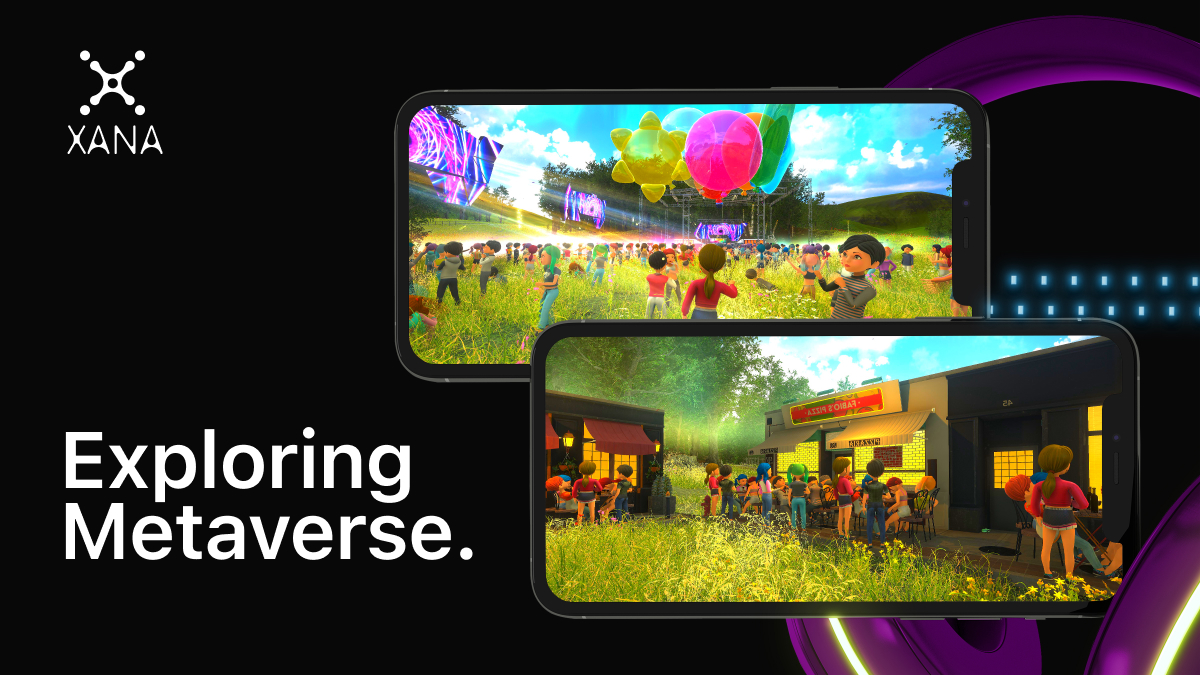 XANA
FABIO'S PIZZA
PIZZERIA
45
Exploring
Metaverse.